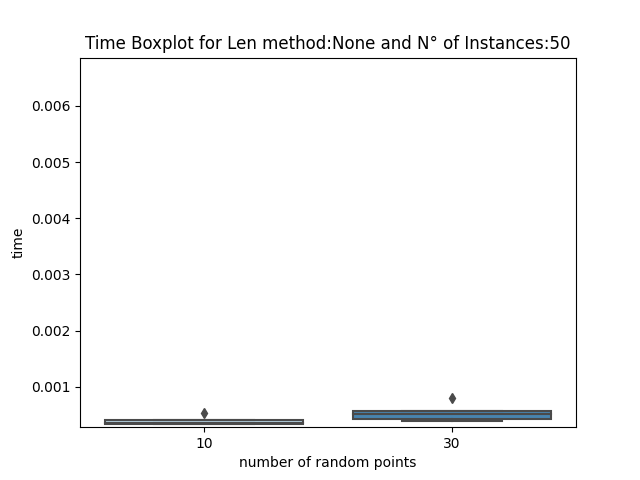 Time Boxplot for Len method:None and N° of Instances:50
0.006
0.005
0.004
0.003
0.002
0.001
time
10
30
number of random points